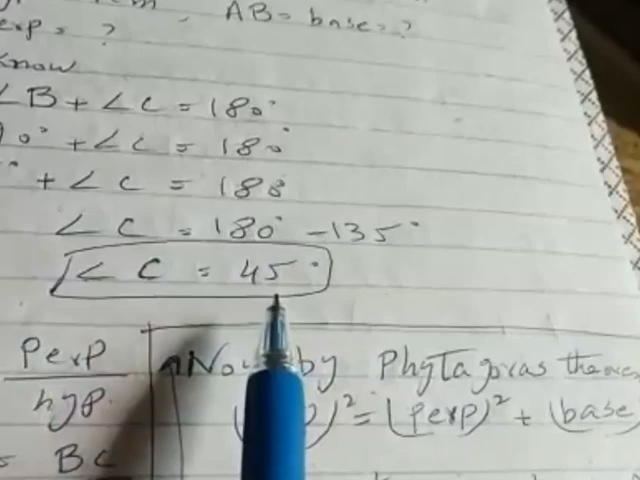 AB = base = ?
exp = ?
know
∠B + ∠C = 180°
90° + ∠C = 180°
+ ∠C = 180
∠C = 180° - 135°
∠C = 45°
Perp
hyp.
= BC
Now by Phytagoras theorem
)² = (perp)² + (base